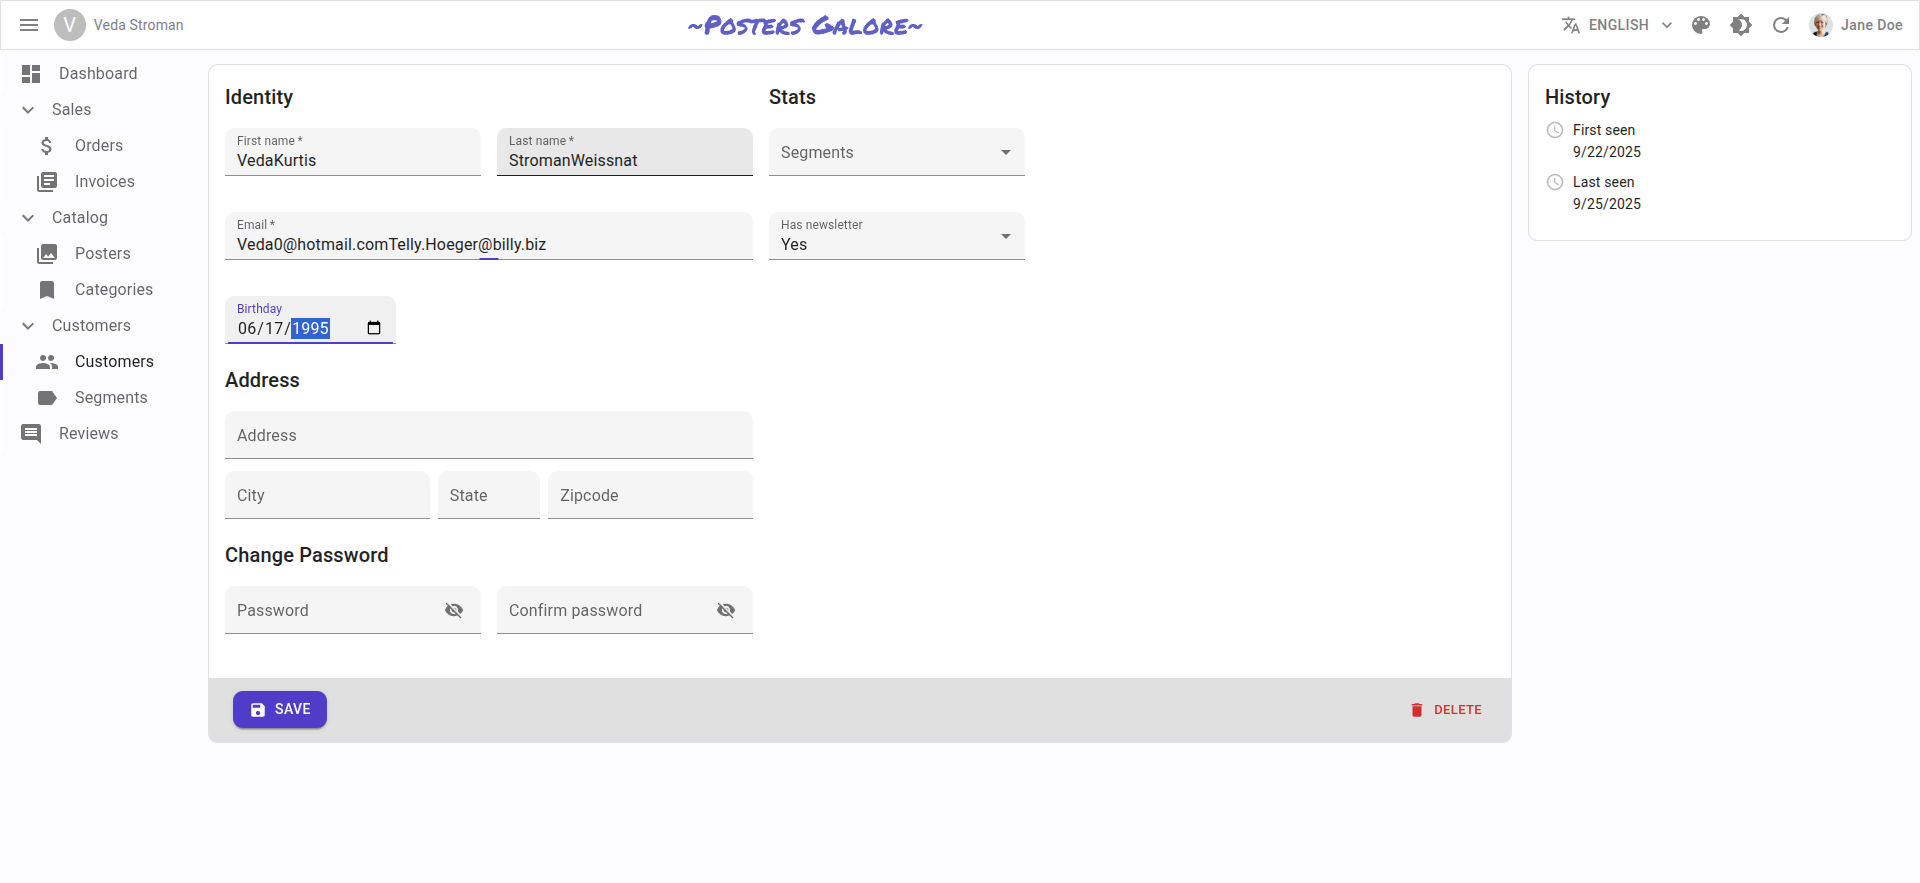 V Veda Stroman
~Posters Galore~
ENGLISH
Jane Doe
Dashboard
Sales
Orders
Invoices
Catalog
Posters
Categories
Customers
Customers
Segments
Reviews
Identity
First name *
VedaKurtis
Last name *
StromanWeissnat
Email *
Veda0@hotmail.comTelly.Hoeger@billy.biz
Birthday
06/17/1995
Stats
Segments
Has newsletter
Yes
Address
Address
City
State
Zipcode
Change Password
Password
Confirm password
SAVE
DELETE
History
First seen
9/22/2025
Last seen
9/25/2025